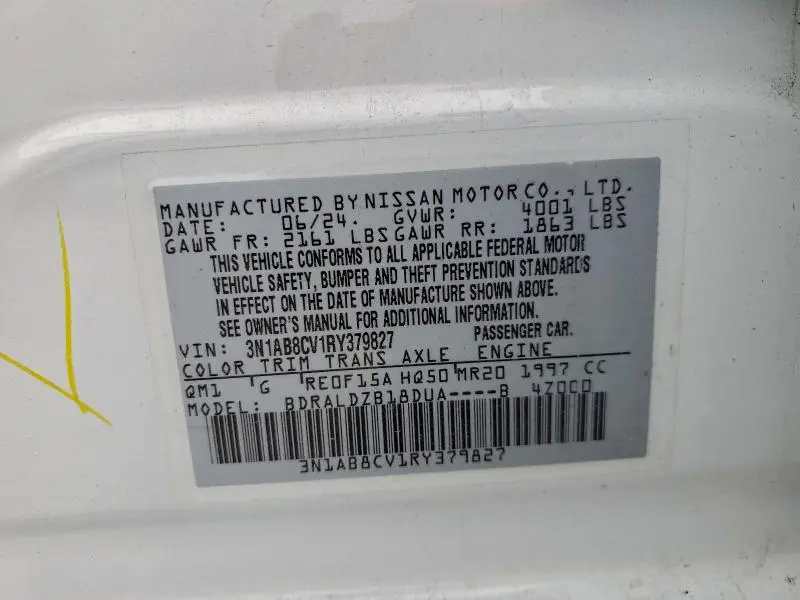 MANUFACTURED BY NISSAN MOTOR CO., LTD.
DATE: 06/24. GVWR: 4001 LBS
GAWR FR: 2161 LBS GAWR RR: 1863 LBS
THIS VEHICLE CONFORMS TO ALL APPLICABLE FEDERAL MOTOR
VEHICLE SAFETY, BUMPER AND THEFT PREVENTION STANDARDS
IN EFFECT ON THE DATE OF MANUFACTURE SHOWN ABOVE.
SEE OWNER'S MANUAL FOR ADDITIONAL INFORMATION.
VIN: 3N1AB8CV1RY379827 PASSENGER CAR.
COLOR TRIM TRANS AXLE ENGINE
QM1 G RE0F15A HQ50 MR20 1997 CC
MODEL: BDRALDZB18DUA----B 4Z0C0
3N1AB8CV1RY379827